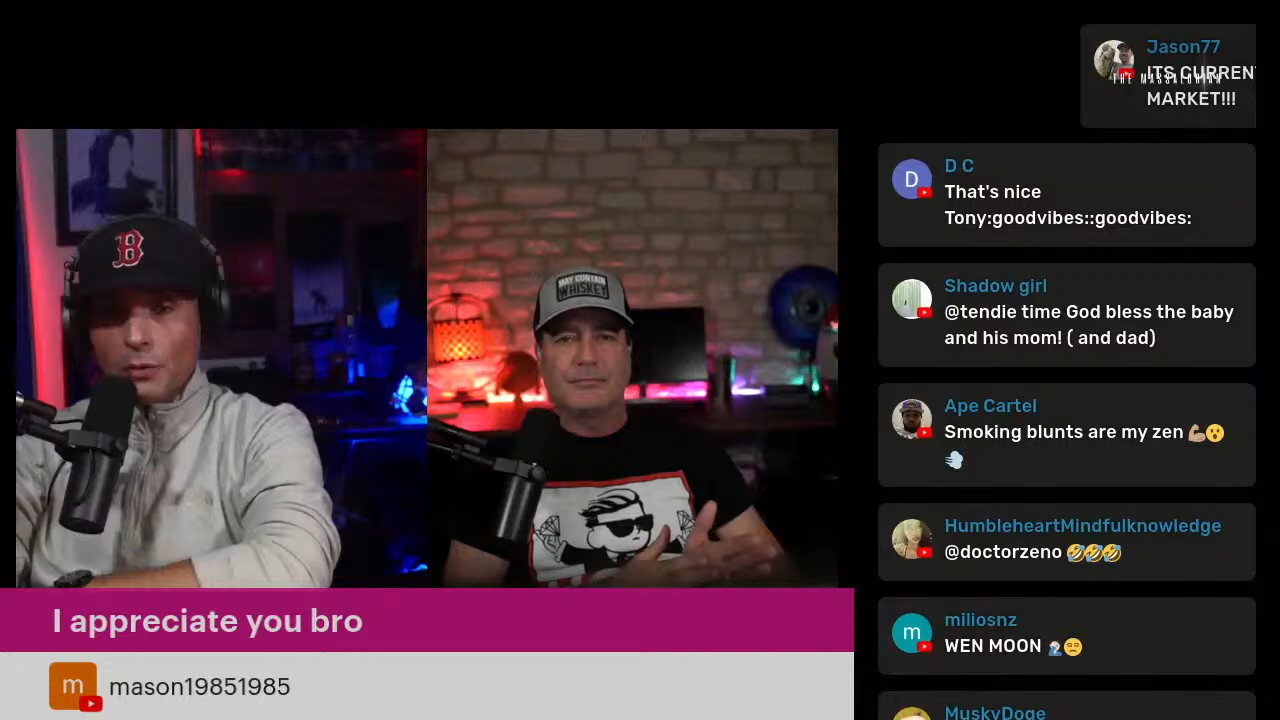 Jason77
ITS CURREN
MARKET!!!
D C
That's nice
Tony:goodvibes::goodvibes:
Shadow girl
@tendie time God bless the baby
and his mom! ( and dad)
Ape Cartel
Smoking blunts are my zen 💪🏽😮
💨
HumbleheartMindfulknowledge
@doctorzeno 🤣🤣🤣
miliosnz
WEN MOON 🤦🏻‍♂️😒
MuskyDoge
B
MAY CONTAIN
WHISKEY
I appreciate you bro
mason19851985